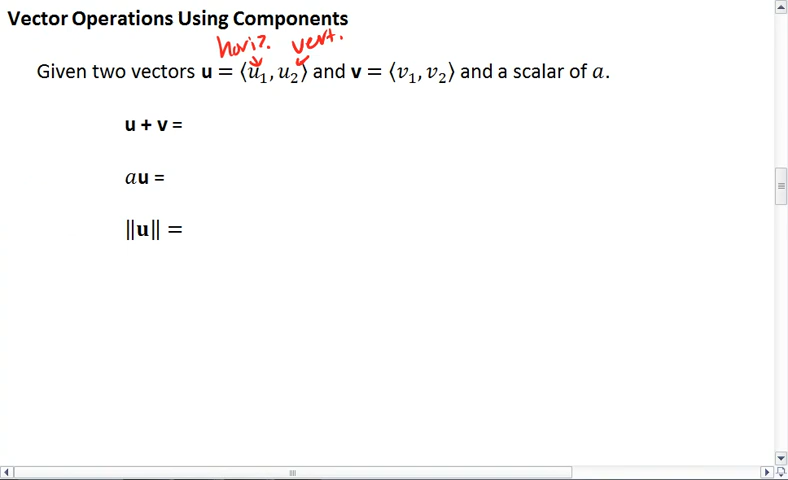 Vector Operations Using Components
horiz. vert.
Given two vectors u = ⟨u₁, u₂⟩ and v = ⟨v₁, v₂⟩ and a scalar of a.
u + v =
au =
‖u‖ =